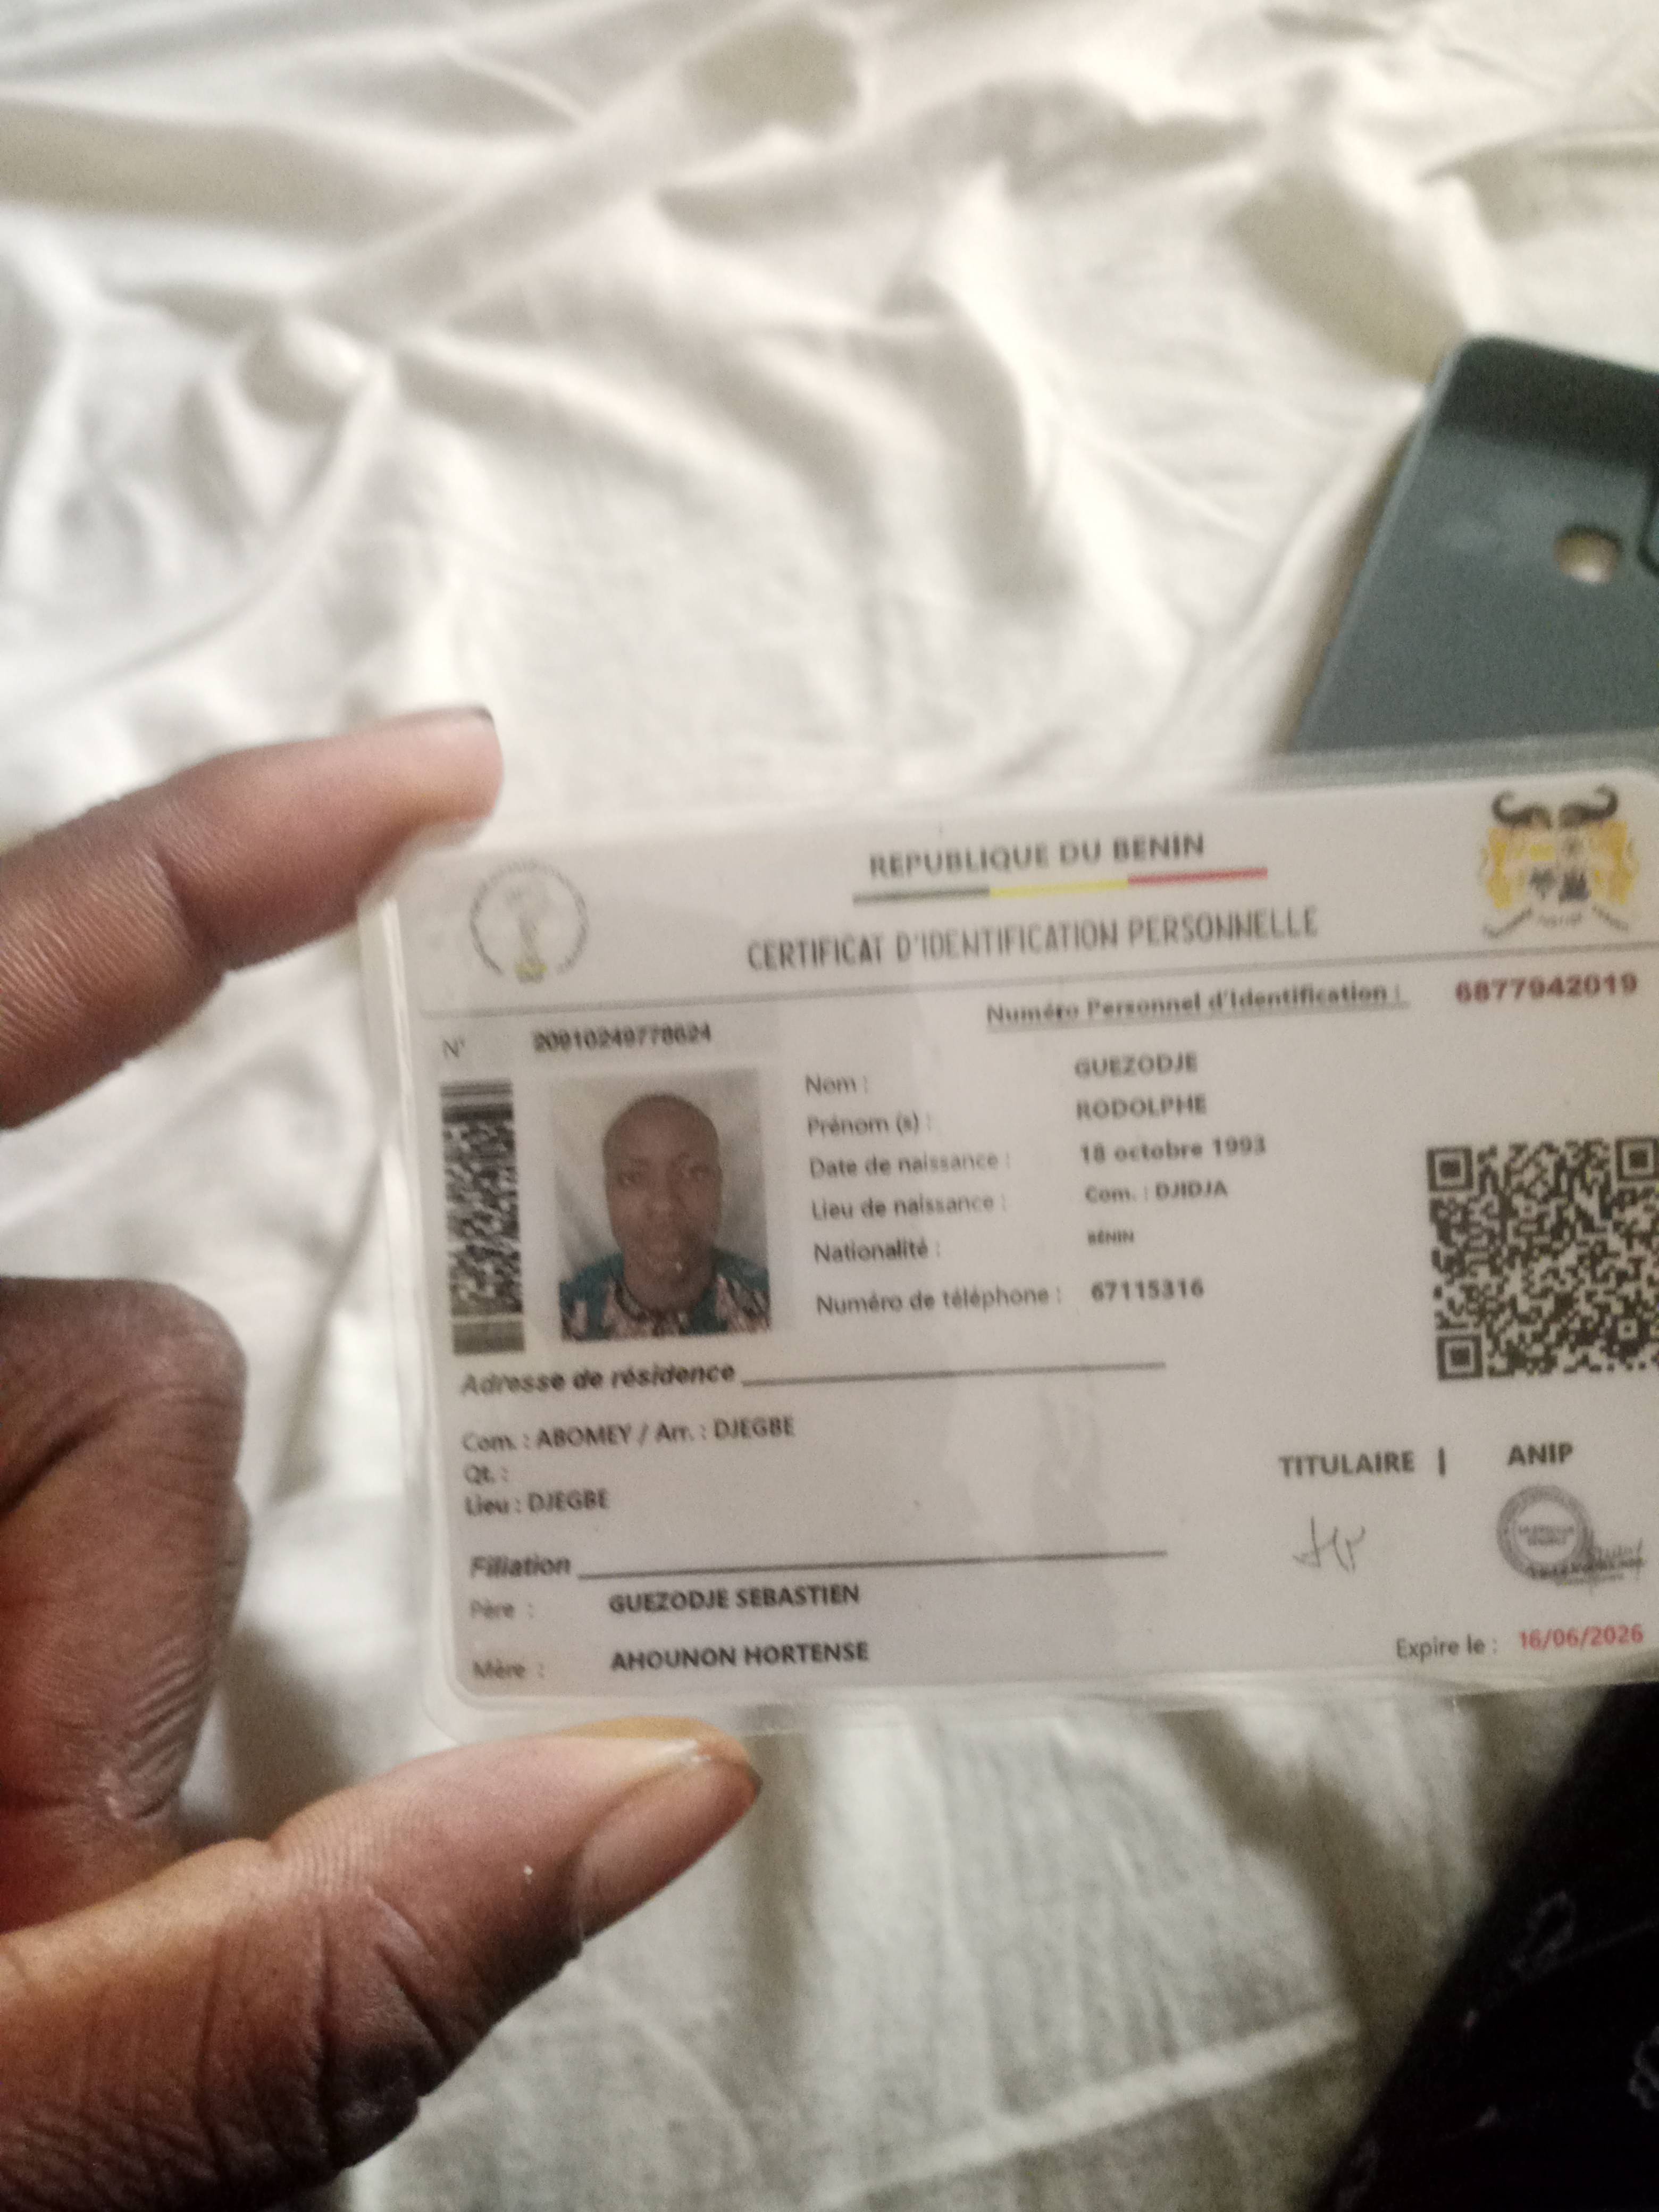 REPUBLIQUE DU BENIN
CERTIFICAT D'IDENTIFICATION PERSONNELLE
Numéro Personnel d'Identification : 6877942019
N° 20910249778624
Nom : GUEZODJE
Prénom (s) : RODOLPHE
Date de naissance : 18 octobre 1993
Lieu de naissance : Com. : DJIDJA
Nationalité : BÉNIN
Numéro de téléphone : 67115316
Adresse de résidence
Com. : ABOMEY / Arr. : DJEGBE
Qt. :
Lieu : DJEGBE
TITULAIRE | ANIP
Filiation
Père : GUEZODJE SEBASTIEN
Mère : AHOUNON HORTENSE
Expire le : 16/06/2026